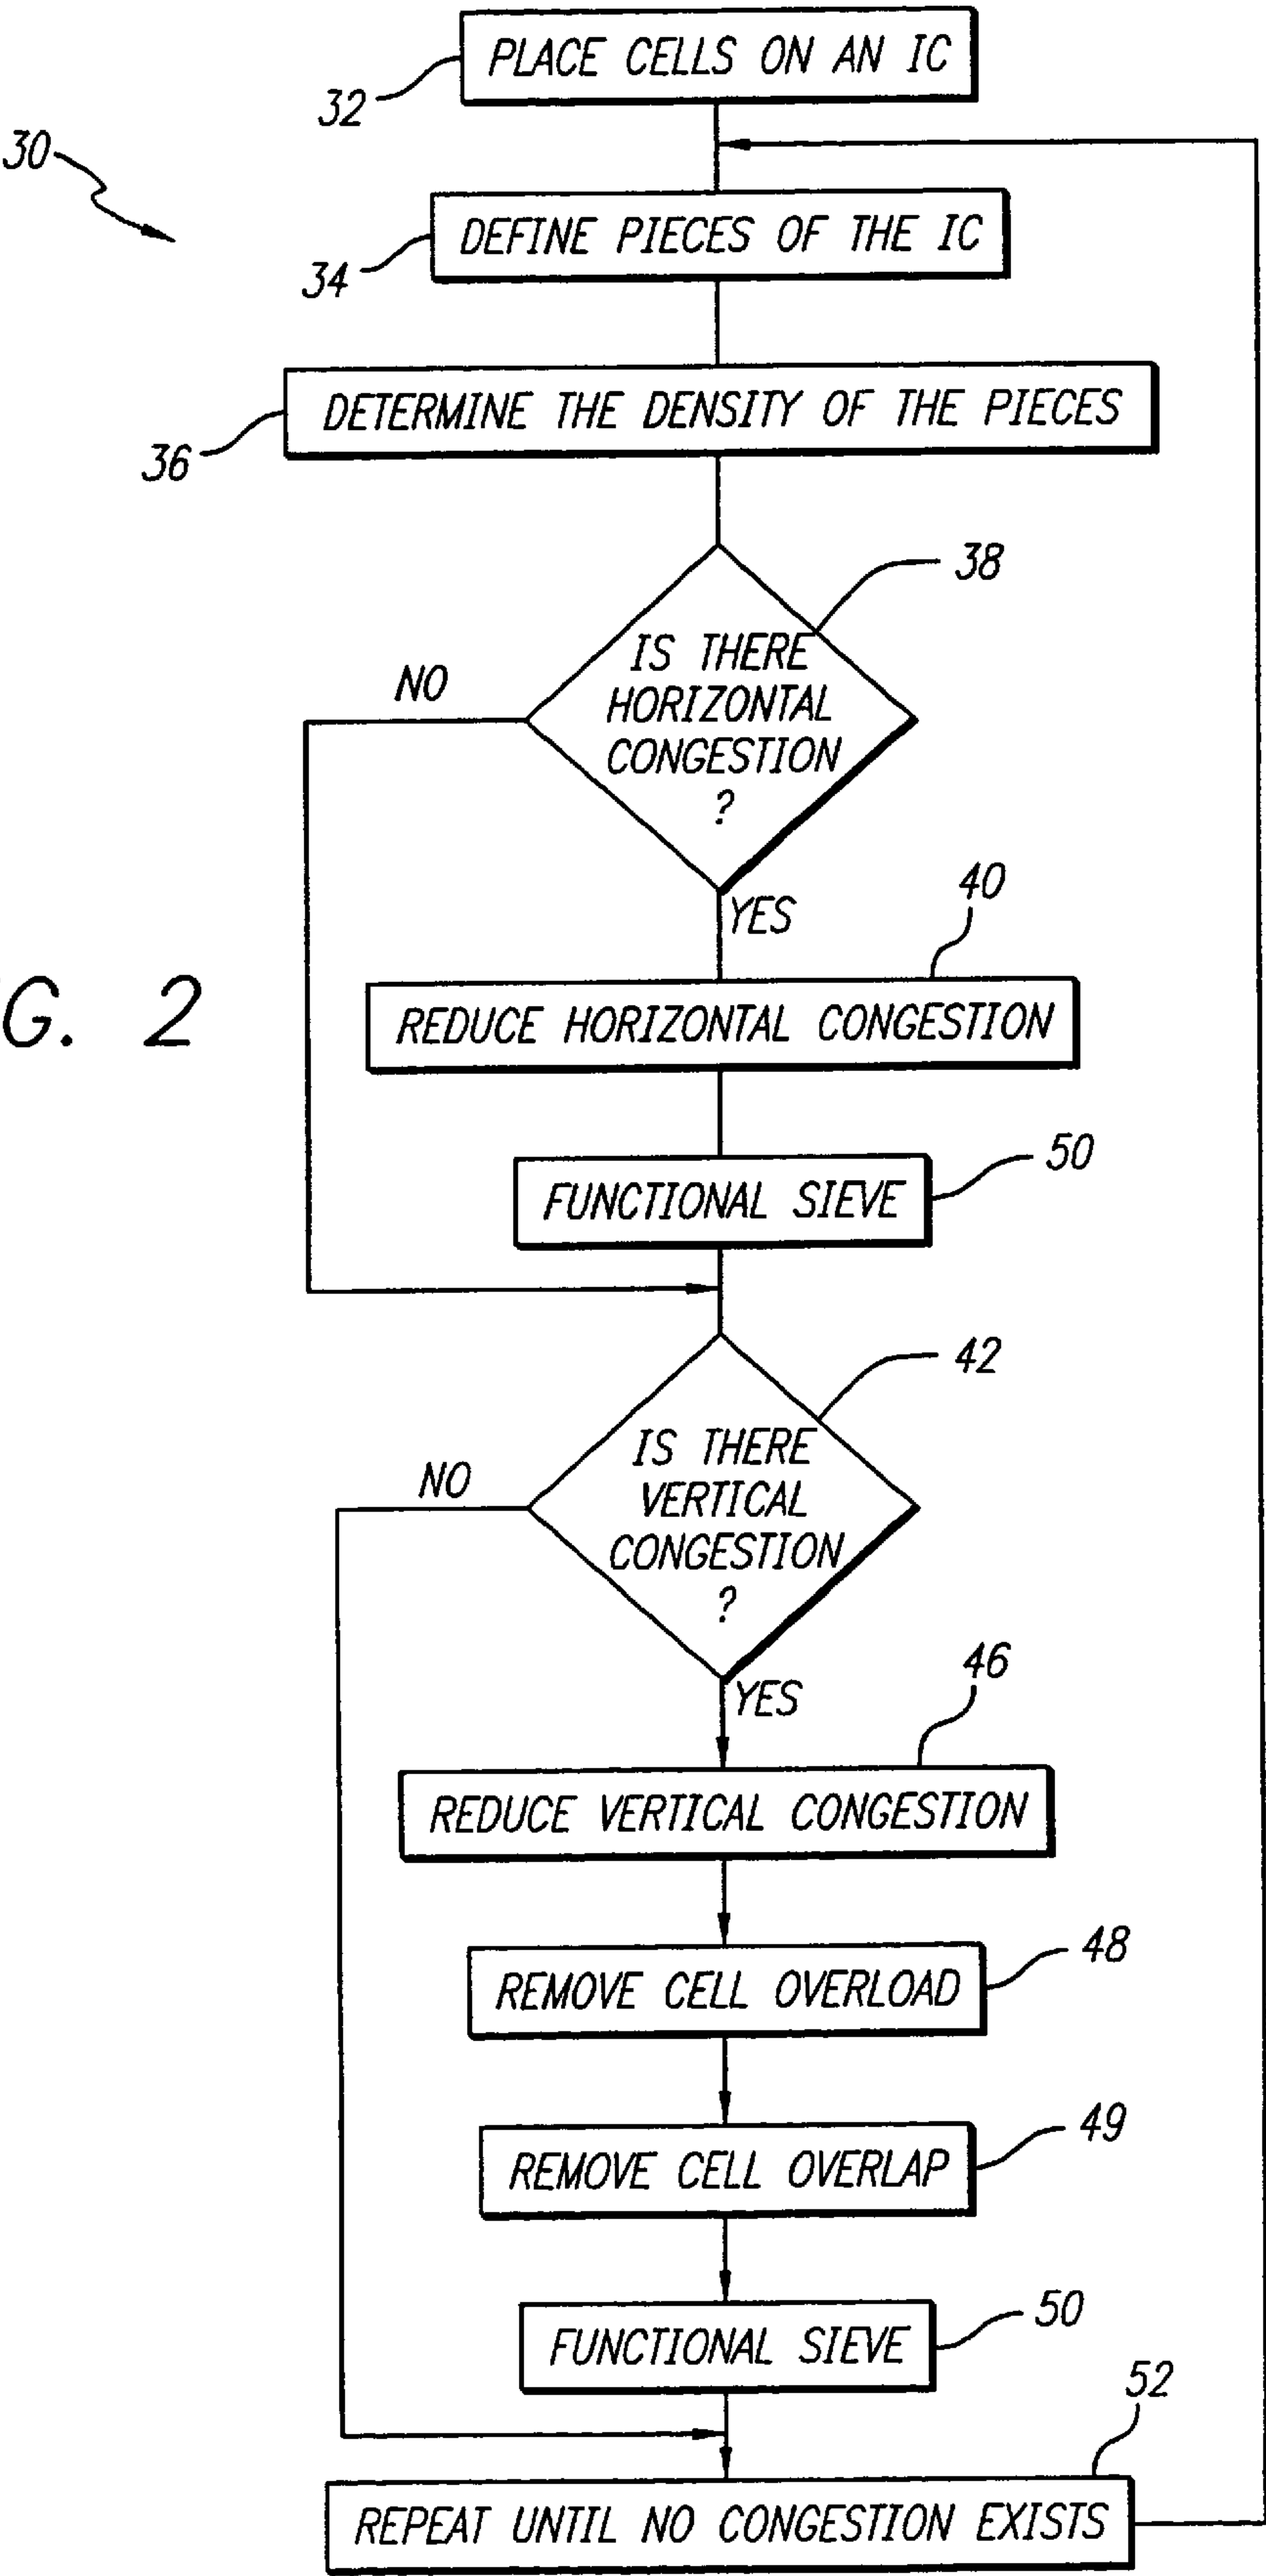 PLACE CELLS ON AN IC
32
30
DEFINE PIECES OF THE IC
34
DETERMINE THE DENSITY OF THE PIECES
36
38
IS THERE
HORIZONTAL
CONGESTION
?
NO
YES
40
REDUCE HORIZONTAL CONGESTION
G. 2
50
FUNCTIONAL SIEVE
42
IS THERE
VERTICAL
CONGESTION
?
NO
YES
46
REDUCE VERTICAL CONGESTION
48
REMOVE CELL OVERLOAD
49
REMOVE CELL OVERLAP
50
FUNCTIONAL SIEVE
52
REPEAT UNTIL NO CONGESTION EXISTS